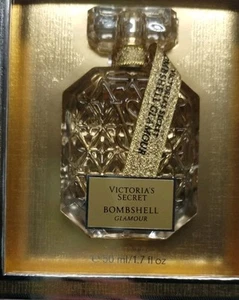 VICTORIA'S
SECRET
BOMBSHELL
GLAMOUR
50 ml/1.7 fl oz